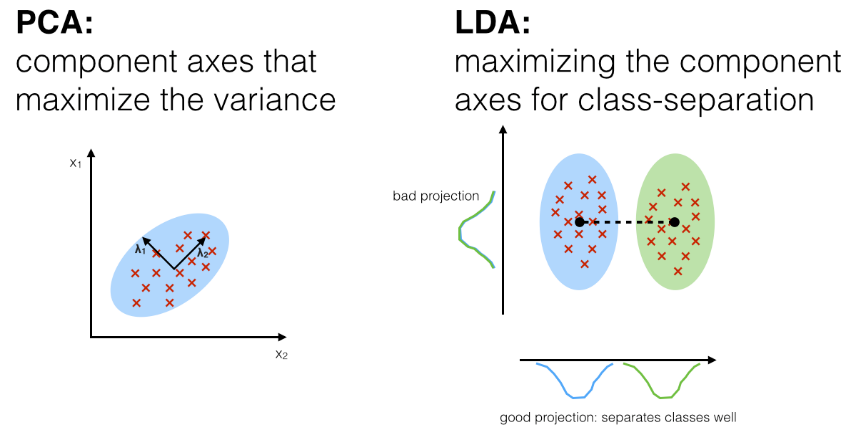 PCA:
component axes that
maximize the variance
LDA:
maximizing the component
axes for class-separation
x₁
λ₁
λ₂
x₂
bad projection
good projection: separates classes well